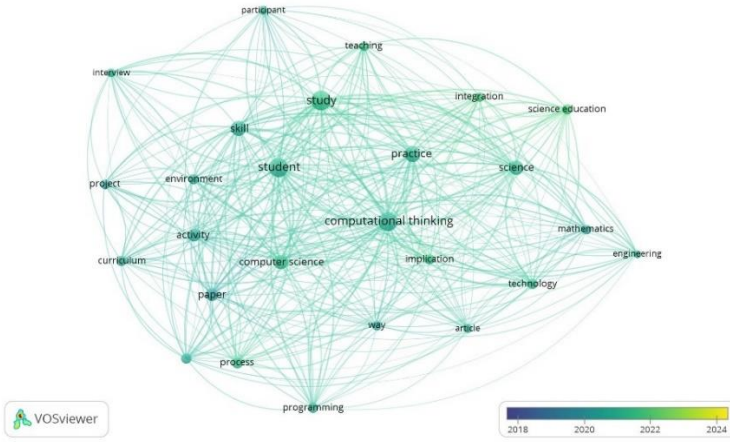 participant
teaching
interview
study
integration
science education
skill
practice
student
science
environment
project
computational thinking
mathematics
activity
engineering
curriculum
computer science
implication
technology
paper
way
article
process
programming
VOSviewer
2018 2020 2022 2024